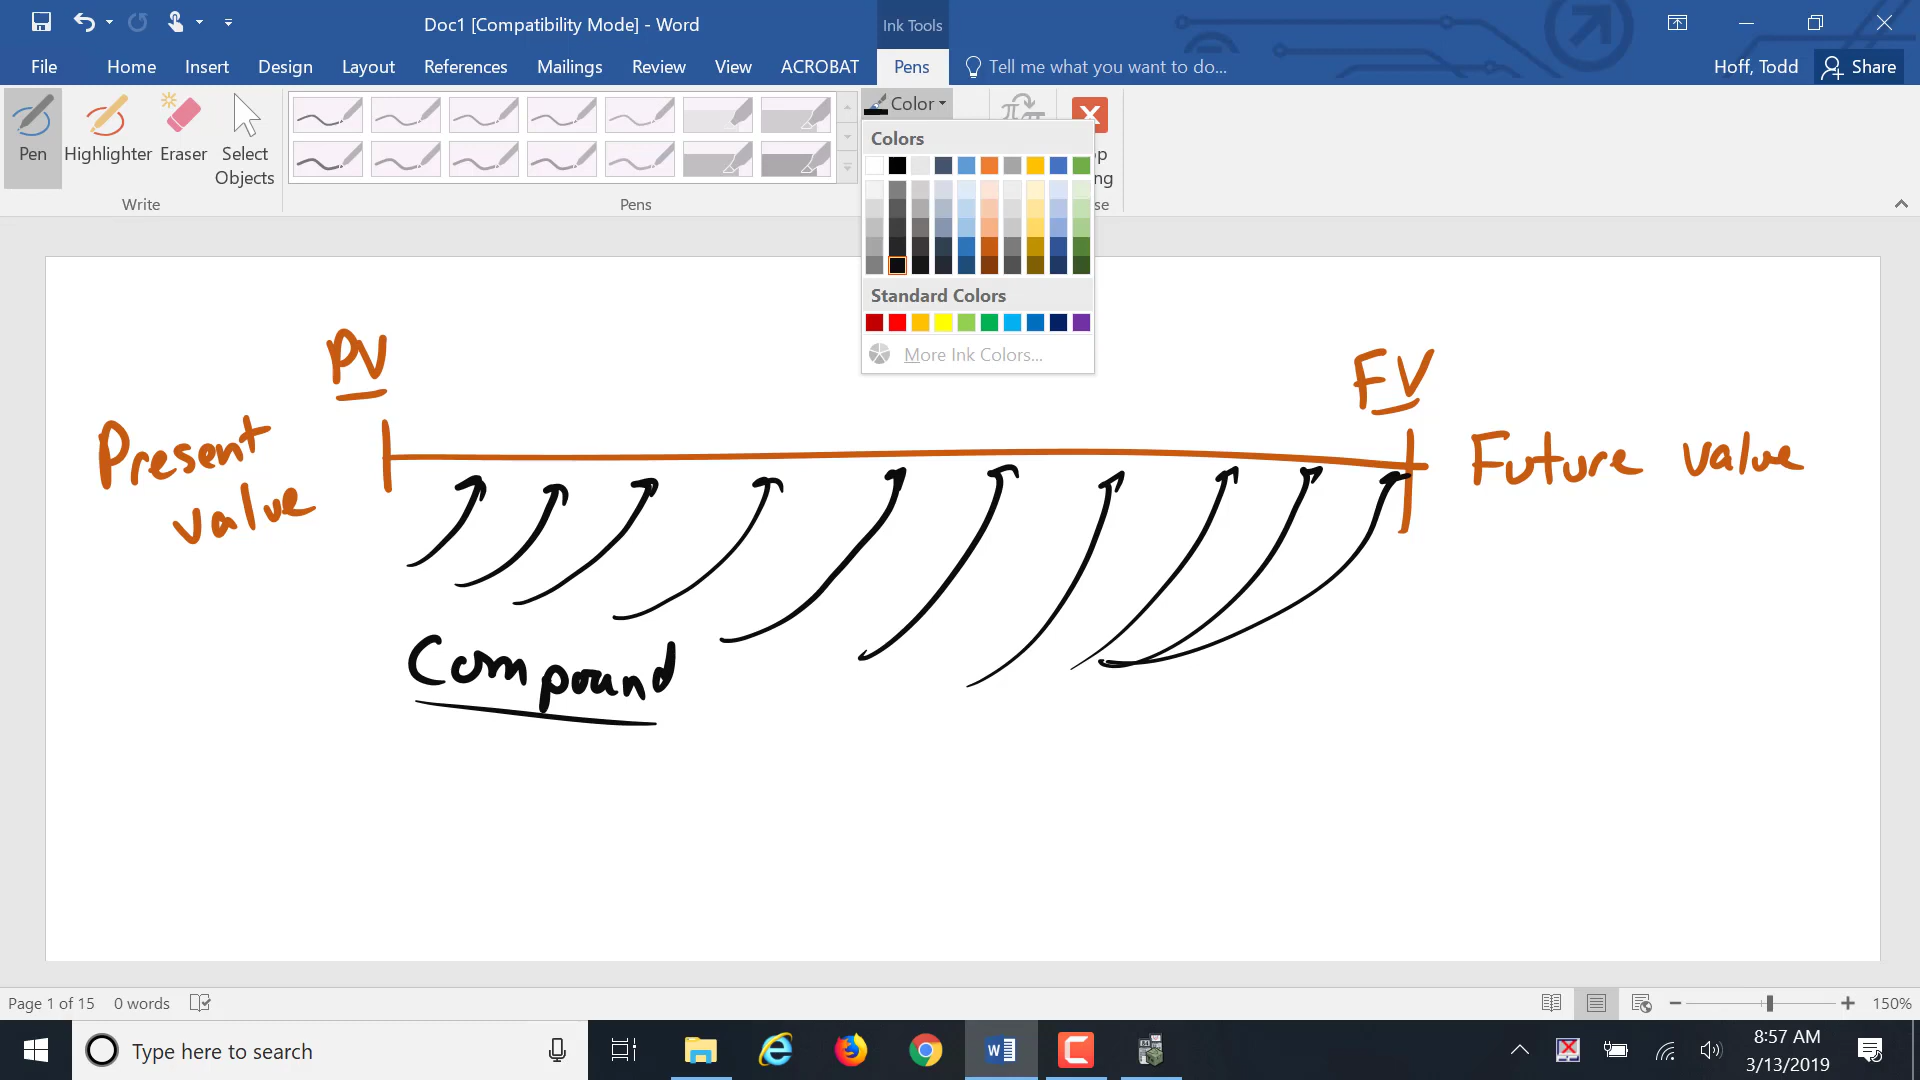 Doc1 [Compatibility Mode] - Word
Ink Tools
File Home Insert Design Layout References Mailings Review View ACROBAT Pens Tell me what you want to do... Hoff, Todd Share
Pen Highlighter Eraser Select Objects
Color
Write
Pens
Colors
Standard Colors
More Ink Colors...
PV
FV
Present value
Future value
Compound
Page 1 of 15 0 words 150%
Type here to search
8:57 AM
3/13/2019